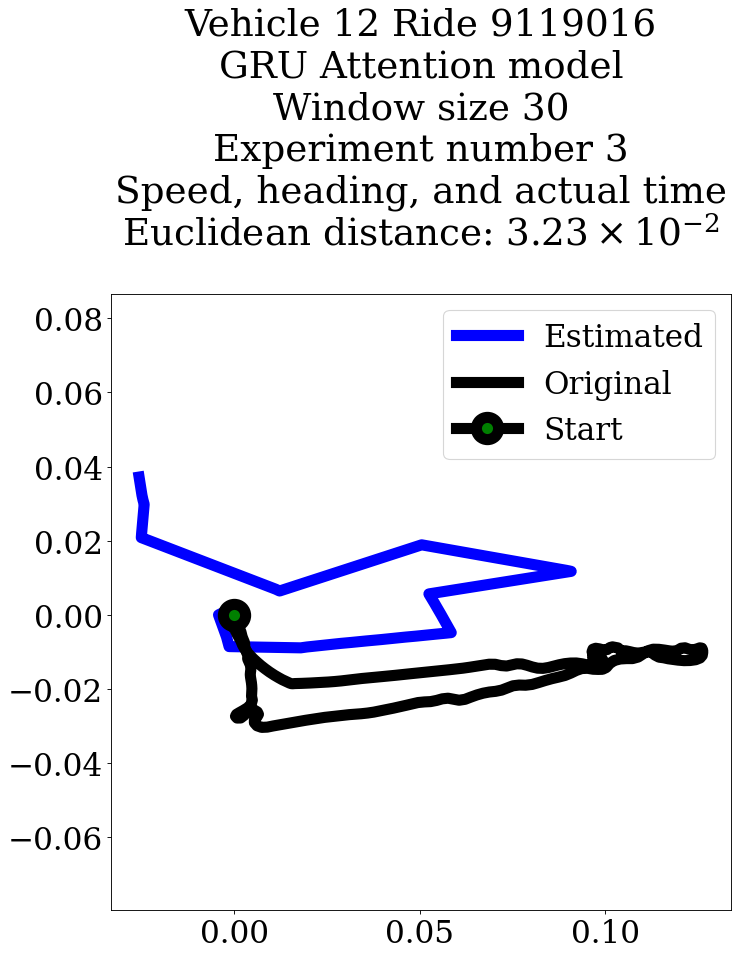 Vehicle 12 Ride 9119016
GRU Attention model
Window size 30
Experiment number 3
Speed, heading, and actual time
Euclidean distance: 3.23 × 10⁻²
Estimated
Original
Start
0.08
0.06
0.04
0.02
0.00
−0.02
−0.04
−0.06
0.00 0.05 0.10